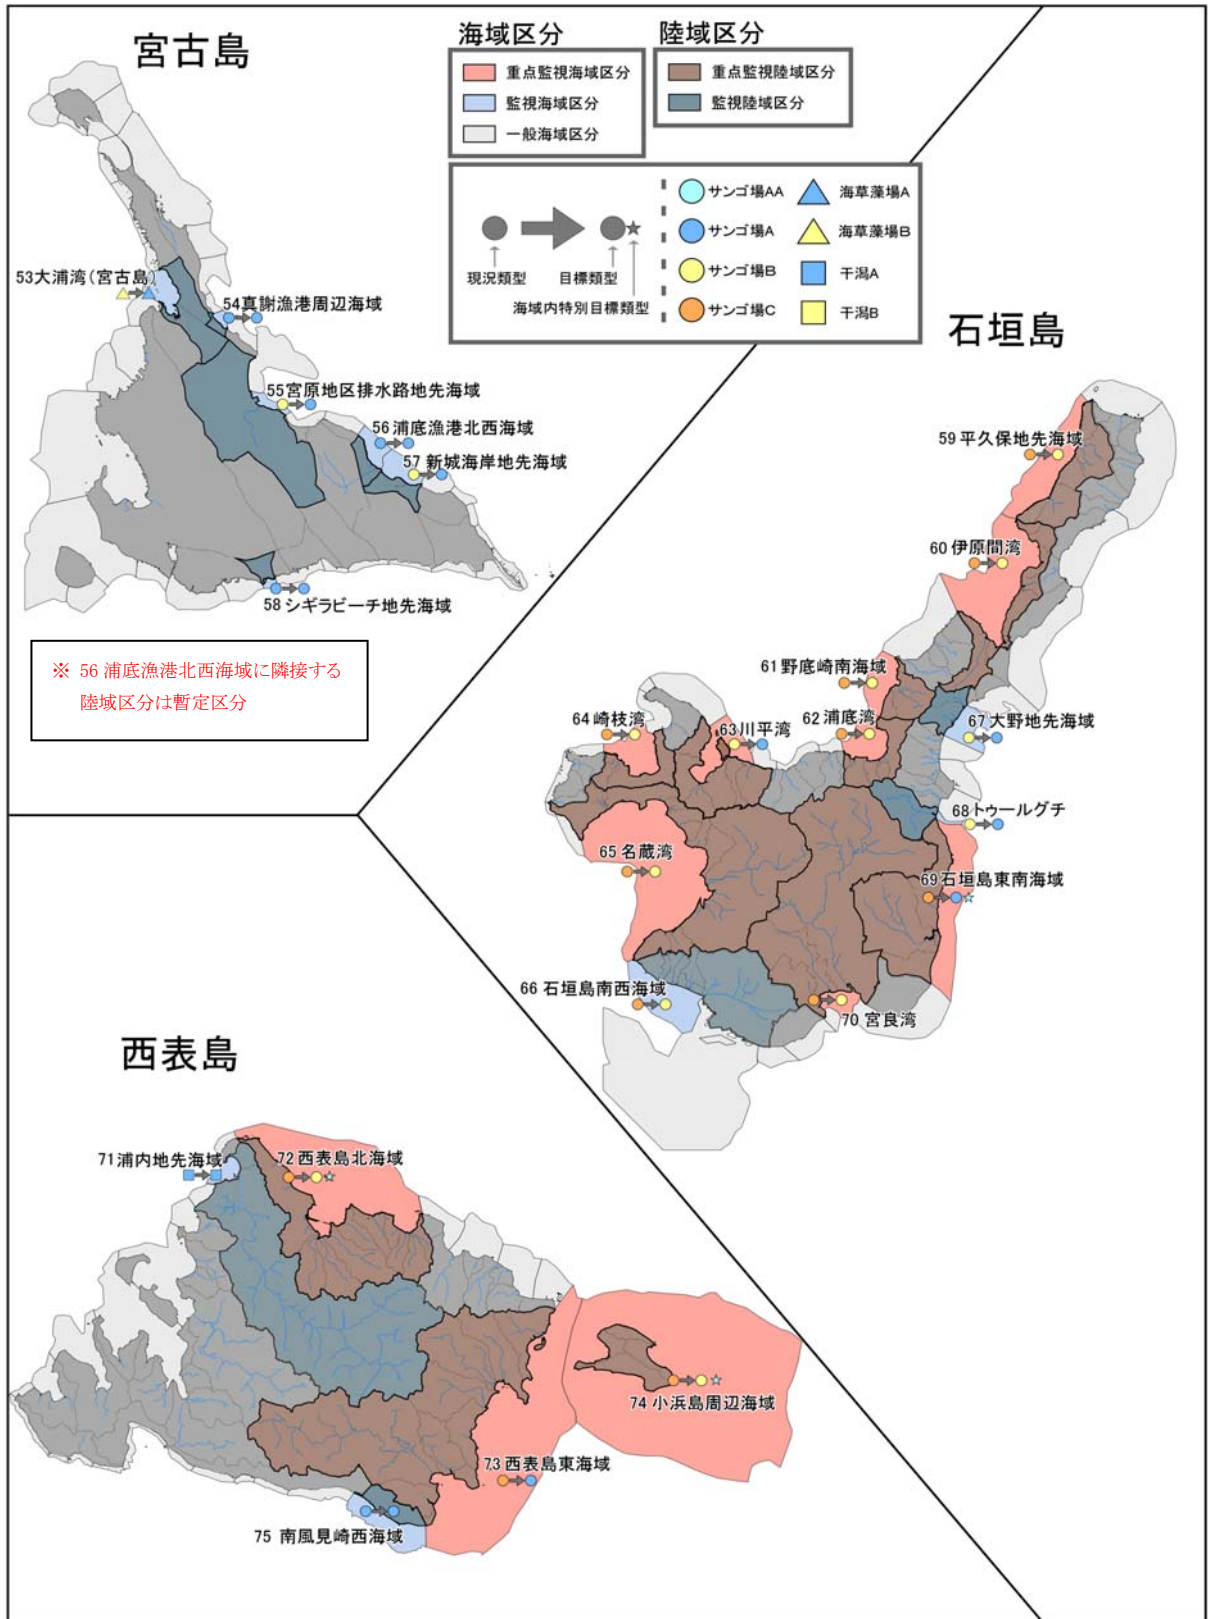 宮古島
海域区分
重点監視海域区分
監視海域区分
一般海域区分
陸域区分
重点監視陸域区分
監視陸域区分
現況類型
目標類型
海域内特別目標類型
サンゴ場AA
サンゴ場A
サンゴ場B
サンゴ場C
海草藻場A
海草藻場B
干潟A
干潟B
53大浦湾(宮古島)
54真謝漁港周辺海域
55宮原地区排水路地先海域
56浦底漁港北西海域
57新城海岸地先海域
58シギラビーチ地先海域
※ 56 浦底漁港北西海域に隣接する
陸域区分は暫定区分
石垣島
59平久保地先海域
60伊原間湾
61野底崎南海域
62浦底湾
63川平湾
64崎枝湾
65名蔵湾
66石垣島南西海域
67大野地先海域
68トゥールグチ
69石垣島東南海域
70宮良湾
西表島
71浦内地先海域
72西表島北海域
73西表島東海域
74小浜島周辺海域
75南風見崎西海域